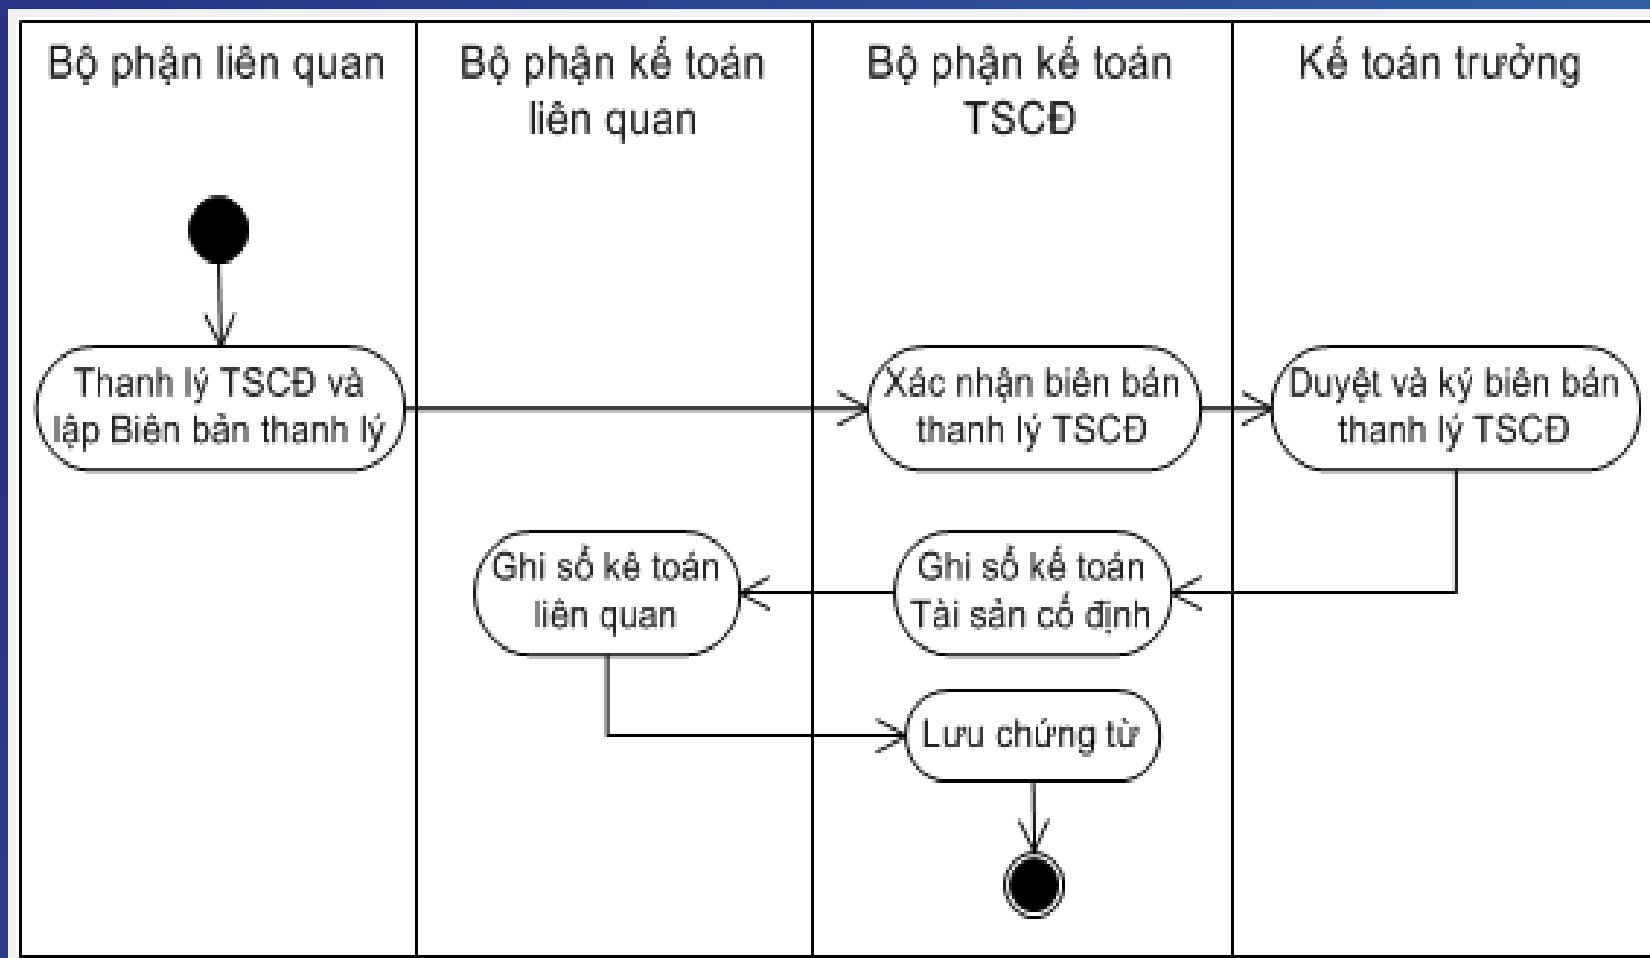 Bộ phận liên quan
Bộ phận kế toán
liên quan
Bộ phận kế toán
TSCĐ
Kế toán trưởng
Thanh lý TSCĐ và
lập Biên bản thanh lý
Xác nhận biên bản
thanh lý TSCĐ
Duyệt và ký biên bản
thanh lý TSCĐ
Ghi sổ kê toán
liên quan
Ghi sổ kế toán
Tài sản cố định
Lưu chứng từ